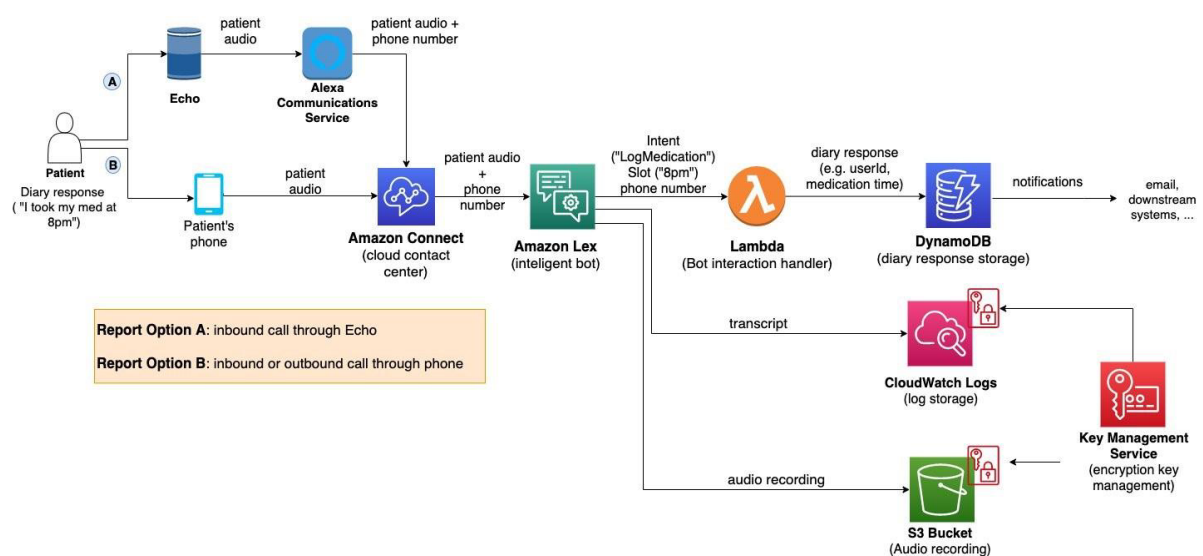 patient
audio
patient audio +
phone number
A
Echo
Alexa
Communications
Service
B
Patient
Diary response
( "I took my med at
8pm")
Patient's
phone
patient
audio
Amazon Connect
(cloud contact
center)
patient audio
+
phone
number
Amazon Lex
(inteligent bot)
Intent
("LogMedication")
Slot ("8pm")
phone number
Lambda
(Bot interaction handler)
diary response
(e.g. userId,
medication time)
DynamoDB
(diary response storage)
notifications
email,
downstream
systems, ...
Report Option A: inbound call through Echo
Report Option B: inbound or outbound call through phone
transcript
CloudWatch Logs
(log storage)
Key Management
Service
(encryption key
management)
audio recording
S3 Bucket
(Audio recording)